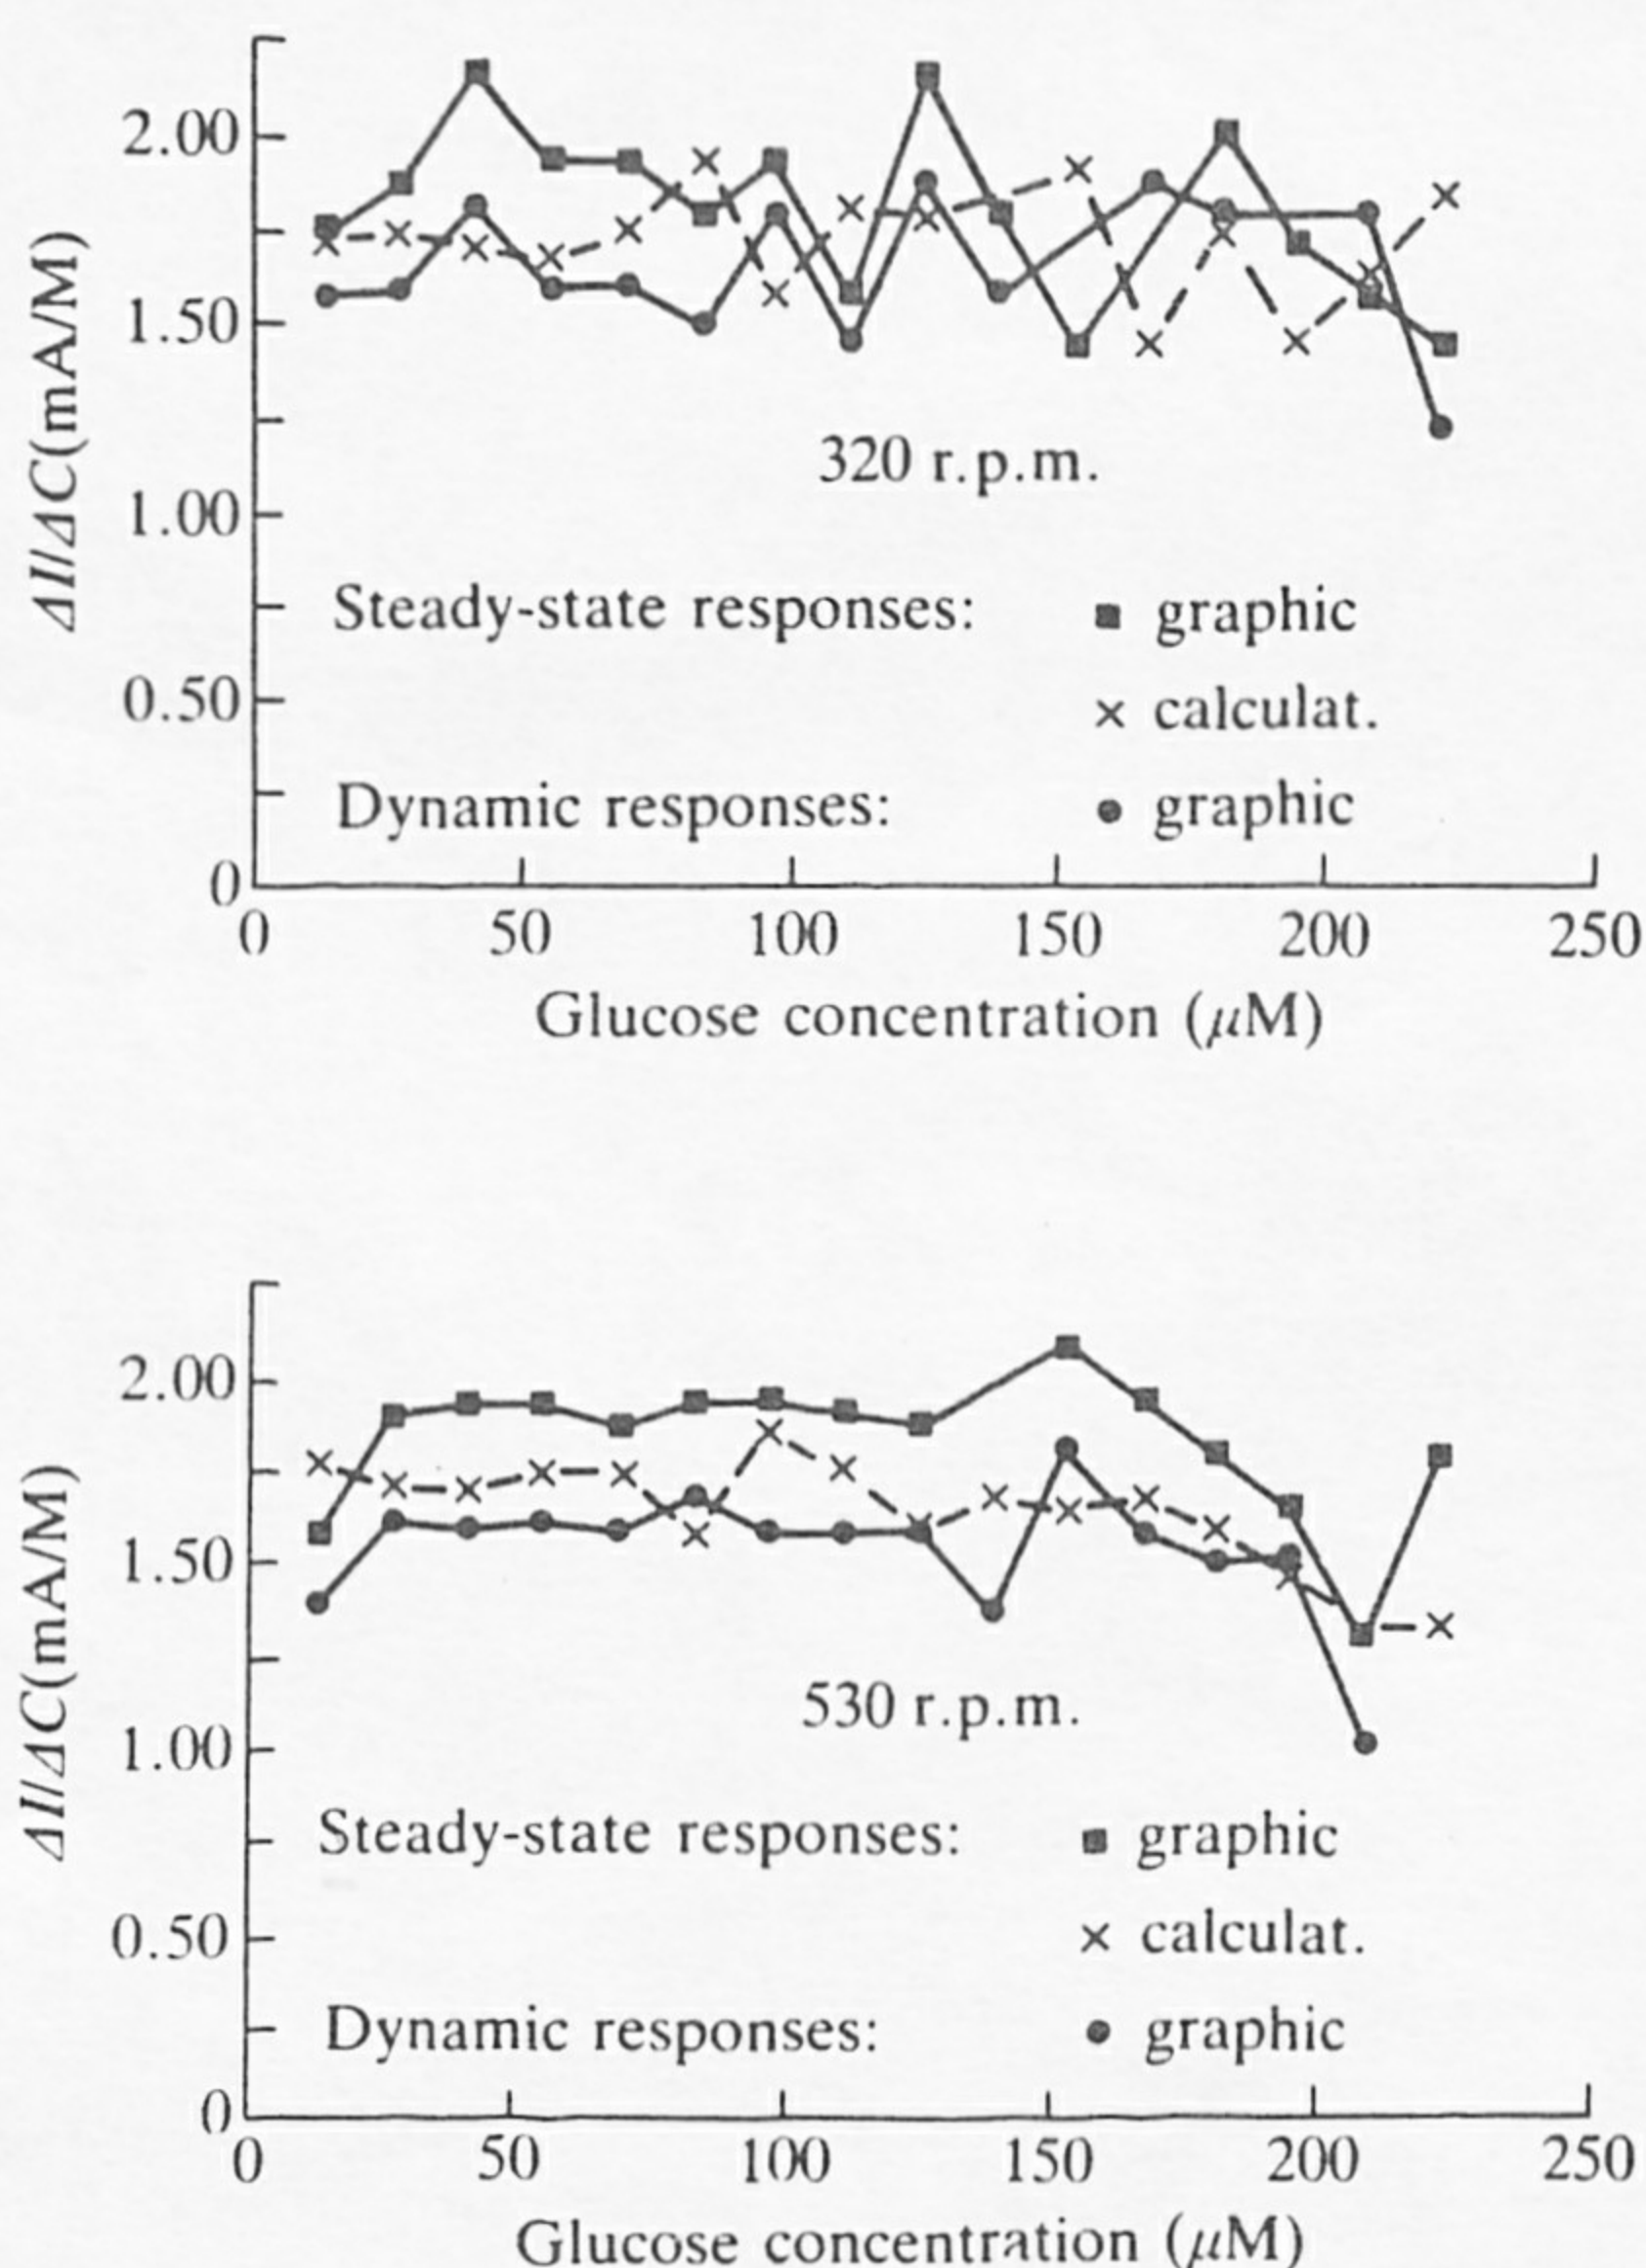 ΔI/ΔC(mA/M)
2.00
1.50
1.00
0.50
0
320 r.p.m.
Steady-state responses: ■ graphic
× calculat.
Dynamic responses: ● graphic
0 50 100 150 200 250
Glucose concentration (μM)
ΔI/ΔC(mA/M)
2.00
1.50
1.00
0.50
0
530 r.p.m.
Steady-state responses: ■ graphic
× calculat.
Dynamic responses: ● graphic
0 50 100 150 200 250
Glucose concentration (μM)